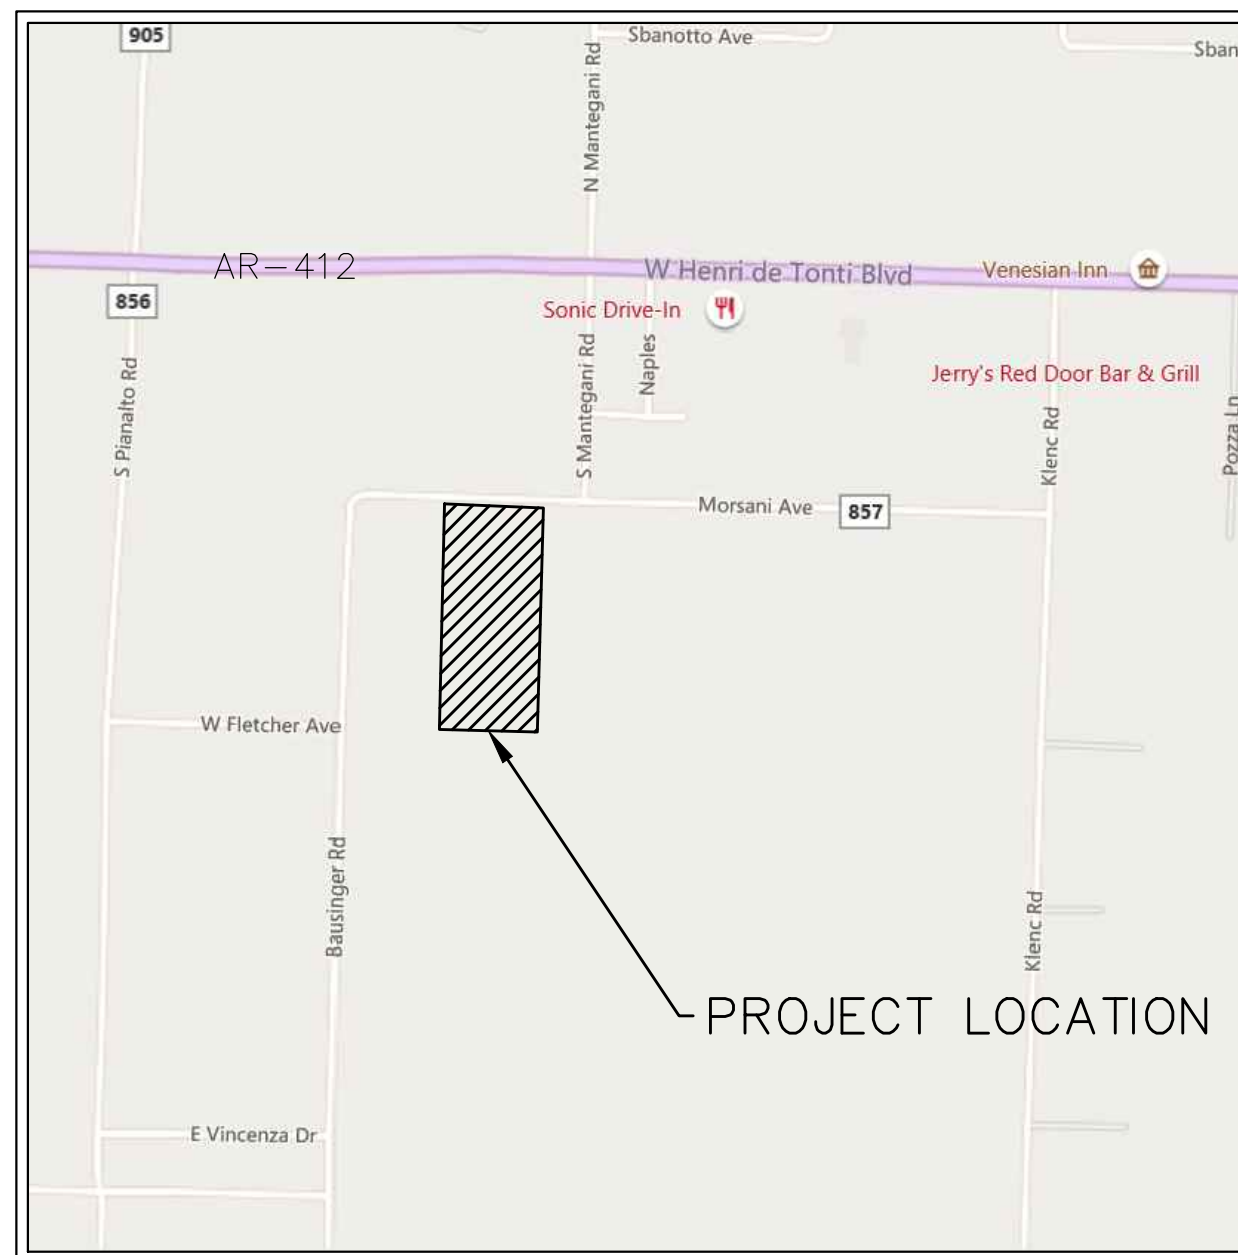 905
Sbanotto Ave
Sban
N Mantegani Rd
AR-412
W Henri de Tonti Blvd
Venesian Inn
856
Sonic Drive-In
S Pianalto Rd
S Mantegani Rd
Naples
Jerry's Red Door Bar & Grill
Klenc Rd
Pozza Ln
Morsani Ave
857
W Fletcher Ave
Bausinger Rd
Klenc Rd
PROJECT LOCATION
E Vincenza Dr